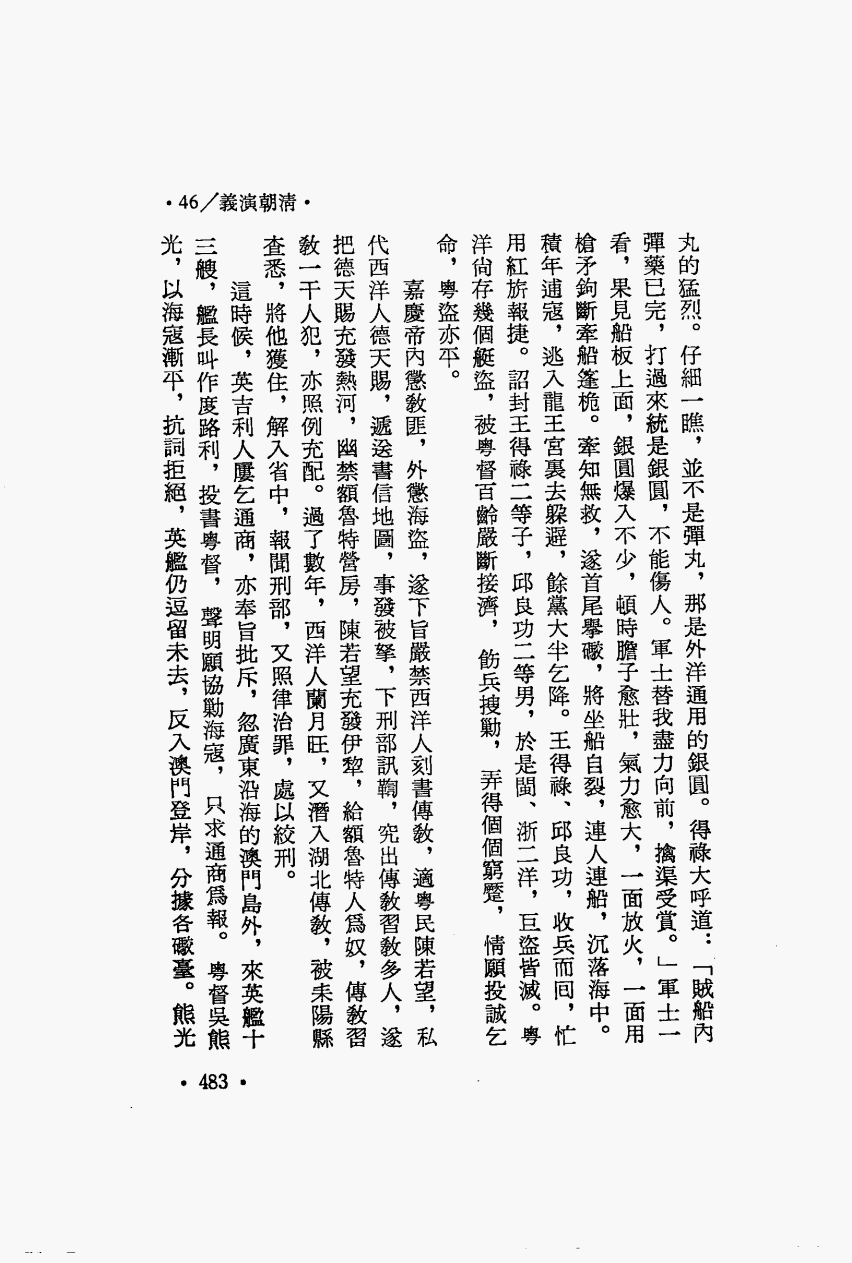 •46／義演朝清•
丸的猛烈。仔細一瞧，並不是彈丸，那是外洋通用的銀圓。得祿大呼道：「賊船內
彈藥已完，打過來統是銀圓，不能傷人。軍士替我盡力向前，擒渠受賞。」軍士一
看，果見船板上面，銀圓爆入不少，頓時膽子愈壯，氣力愈大，一面放火，一面用
槍矛鉤斷牽船篷桅。牽知無救，遂首尾擧礮，將坐船自裂，連人連船，沉落海中。
積年逋寇，逃入龍王宮裏去躱避，餘黨大半乞降。王得祿、邱良功，收兵而回，忙
用紅旂報捷。詔封王得祿二等子，邱良功二等男，於是閩、浙二洋，巨盜皆滅。粵
洋尙存幾個艇盜，被粵督百齡嚴斷接濟，飭兵搜勦，弄得個個窮蹙，情願投誠乞
命，粵盜亦平。
嘉慶帝內懲敎匪，外懲海盜，遂下旨嚴禁西洋人刻書傳敎，適粵民陳若望，私
代西洋人德天賜，遞送書信地圖，事發被拏，下刑部訊鞫，究出傳敎習敎多人，遂
把德天賜充發熱河，幽禁額魯特營房，陳若望充發伊犂，給額魯特人爲奴，傳敎習
敎一干人犯，亦照例充配。過了數年，西洋人蘭月旺，又潛入湖北傳敎，被耒陽縣
查悉，將他獲住，解入省中，報聞刑部，又照律治罪，處以絞刑。
這時候，英吉利人屢乞通商，亦奉旨批斥，忽廣東沿海的澳門島外，來英艦十
三艘，艦長叫作度路利，投書粵督，聲明願協勦海寇，只求通商爲報。粵督吳熊
光，以海寇漸平，抗詞拒絕，英艦仍逗留未去，反入澳門登岸，分據各礮臺。熊光
•483•